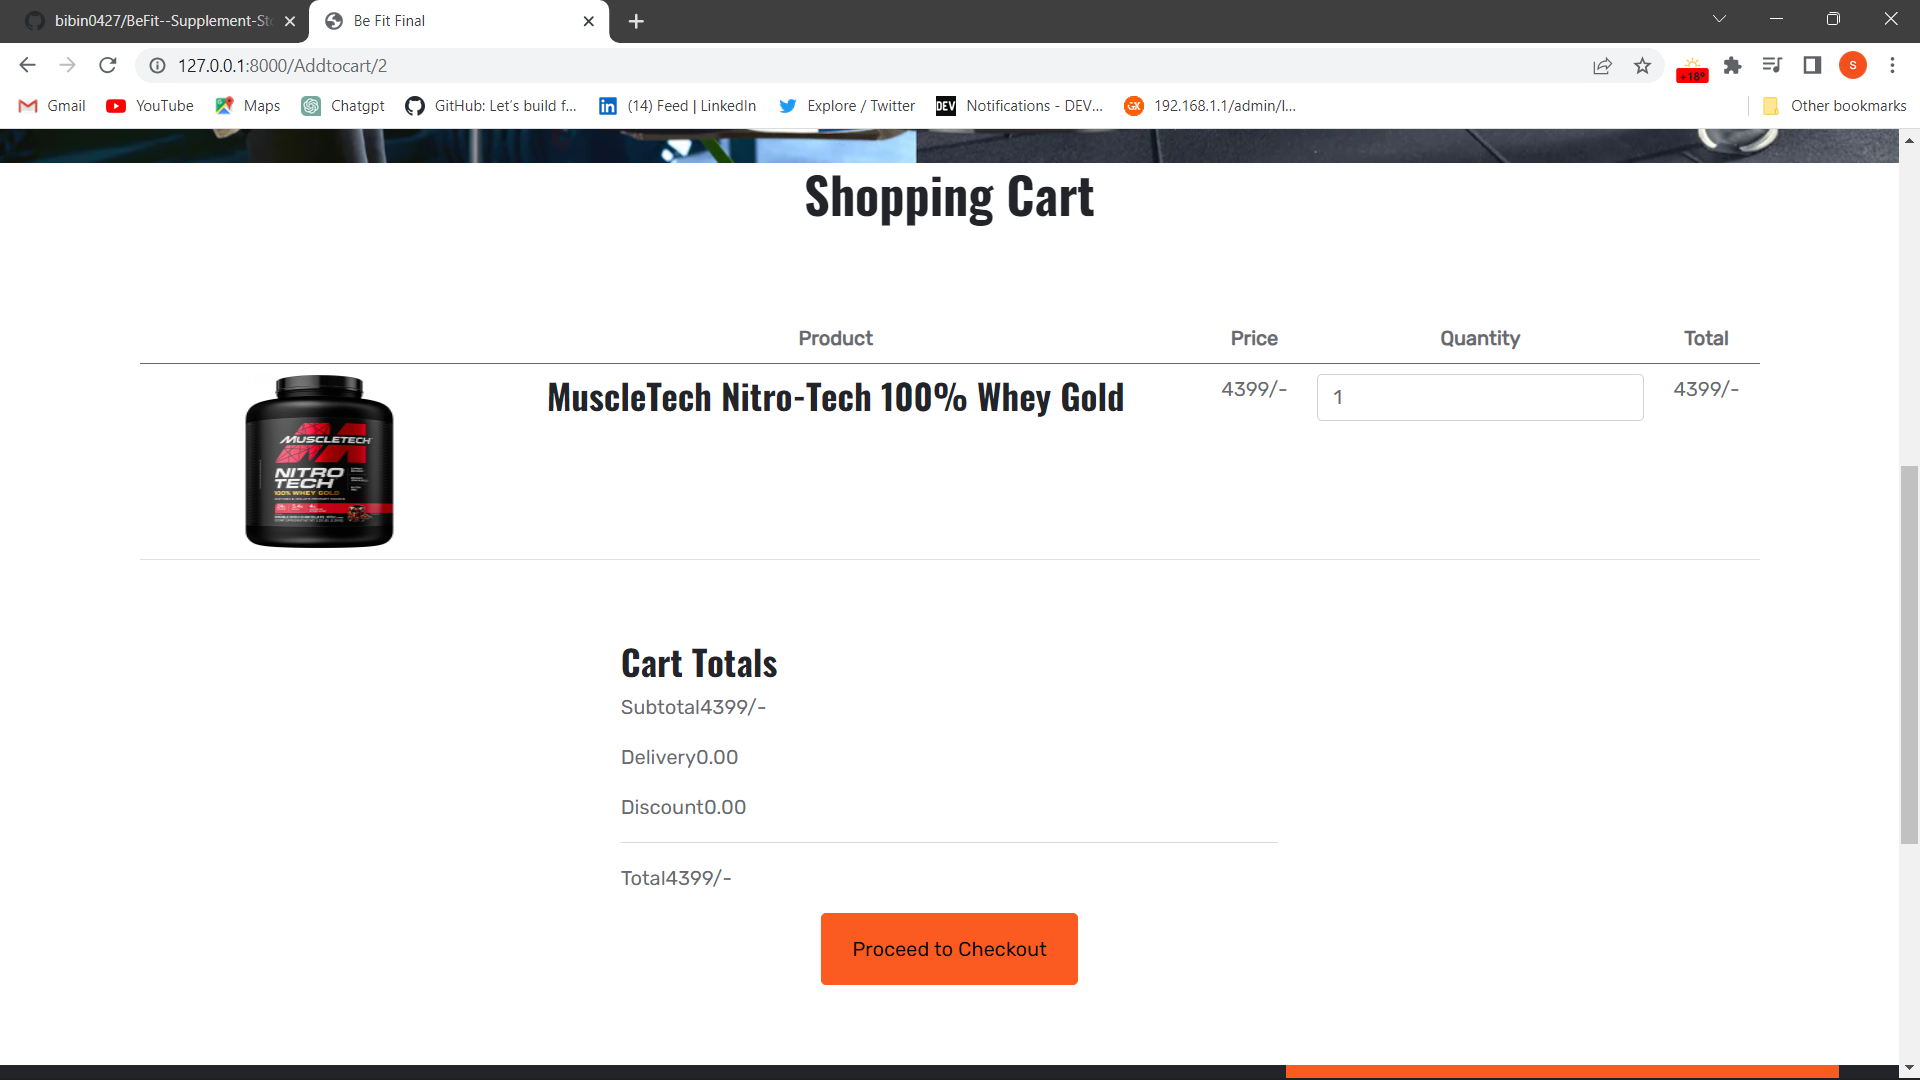 bibin0427/BeFit--Supplement-Sto
Be Fit Final
127.0.0.1:8000/Addtocart/2
+18°
s
Gmail
YouTube
Maps
Chatgpt
GitHub: Let's build f...
(14) Feed | LinkedIn
Explore / Twitter
DEV
Notifications - DEV...
GX
192.168.1.1/admin/l...
Other bookmarks
Shopping Cart
Product Price Quantity Total
MuscleTech Nitro-Tech 100% Whey Gold 4399/- 1 4399/-
MUSCLETECH
NITRO
TECH
100% WHEY GOLD
Cart Totals
Subtotal4399/-
Delivery0.00
Discount0.00
Total4399/-
Proceed to Checkout